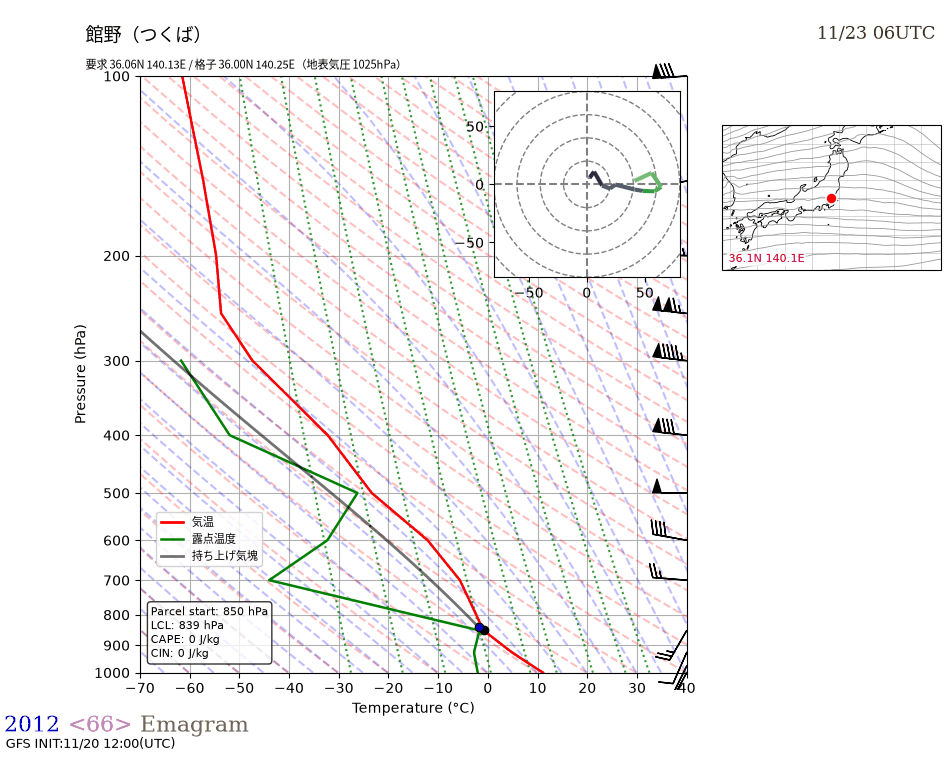 館野（つくば）
11/23 06UTC
要求 36.06N 140.13E / 格子 36.00N 140.25E（地表気圧 1025hPa）
100
200
300
400
500
600
700
800
900
1000
Pressure (hPa)
−70 −60 −50 −40 −30 −20 −10 0 10 20 30 40
Temperature (°C)
50
0
−50
−50 0 50
36.1N 140.1E
気温
露点温度
持ち上げ気塊
Parcel start: 850 hPa
LCL: 839 hPa
CAPE: 0 J/kg
CIN: 0 J/kg
2012 <66> Emagram
GFS INIT:11/20 12:00(UTC)